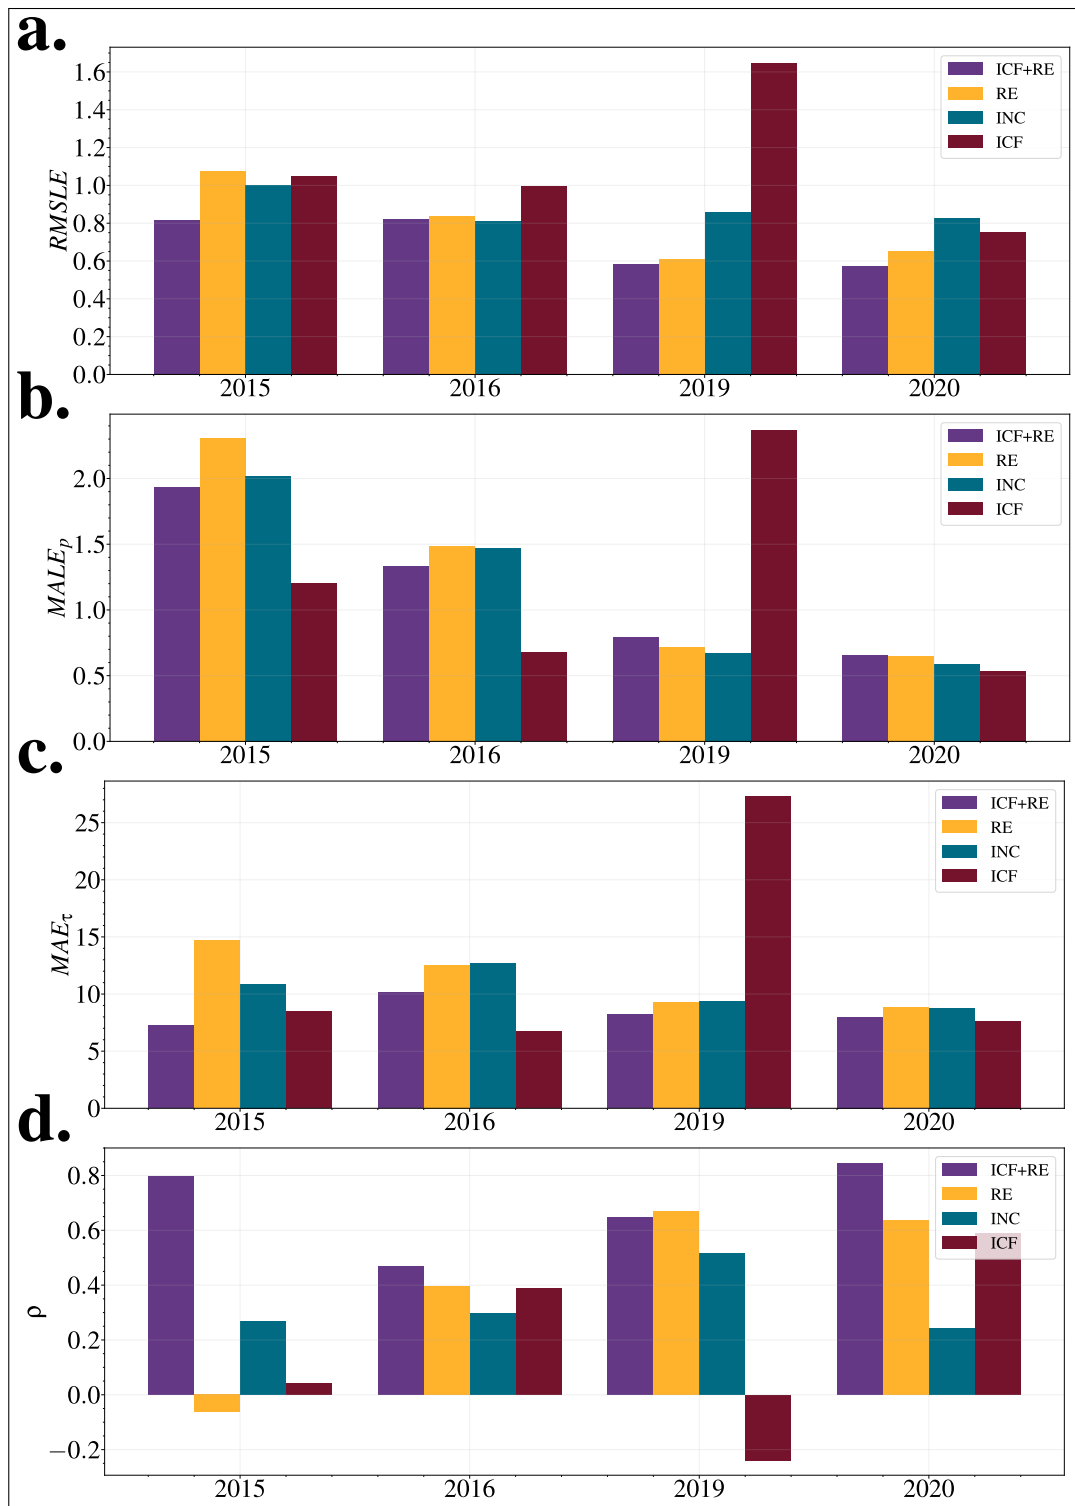 a.
1.6
1.4
1.2
1.0
0.8
0.6
0.4
0.2
0.0
RMSLE
ICF+RE
RE
INC
ICF
2015 2016 2019 2020
b.
2.0
1.5
1.0
0.5
0.0
MALE_p
ICF+RE
RE
INC
ICF
2015 2016 2019 2020
c.
25
20
15
10
5
0
MAE_τ
ICF+RE
RE
INC
ICF
2015 2016 2019 2020
d.
0.8
0.6
0.4
0.2
0.0
−0.2
ρ
ICF+RE
RE
INC
ICF
2015 2016 2019 2020